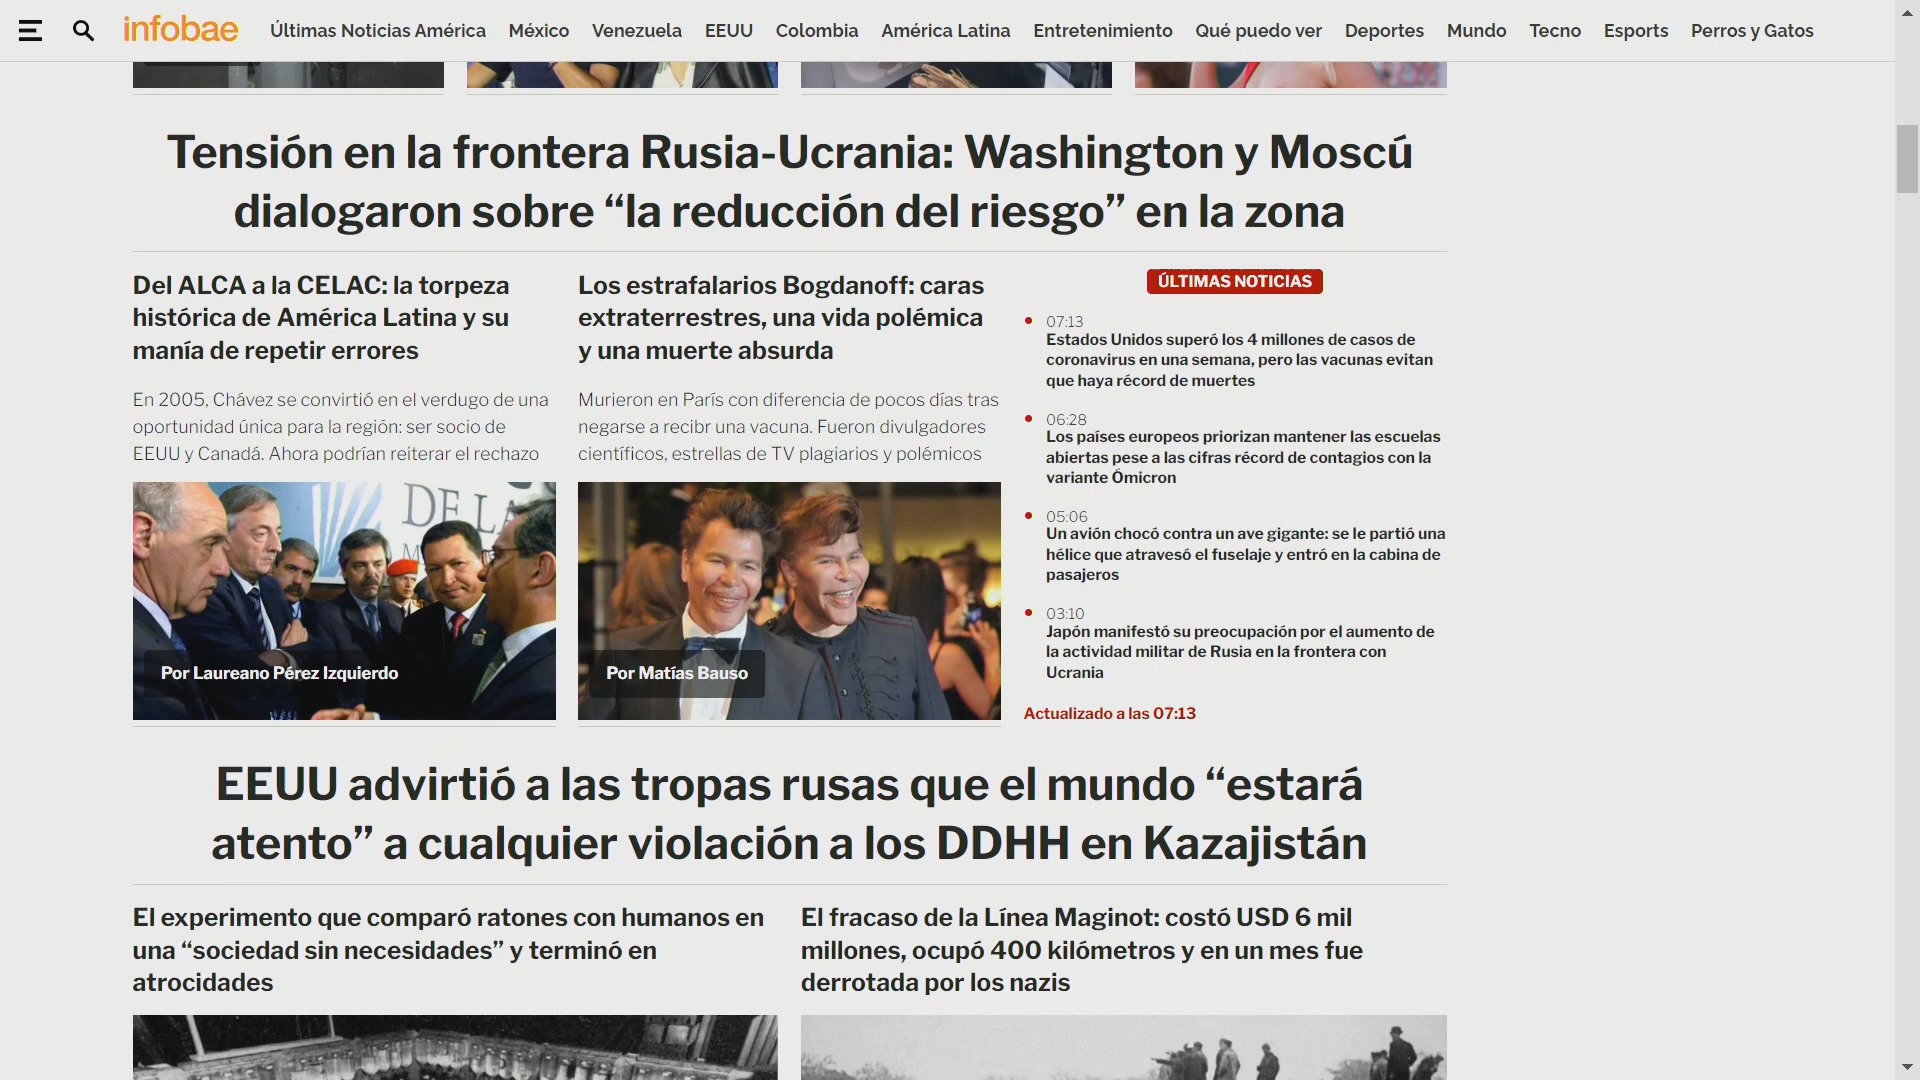 infobae
Últimas Noticias América
México
Venezuela
EEUU
Colombia
América Latina
Entretenimiento
Qué puedo ver
Deportes
Mundo
Tecno
Esports
Perros y Gatos
Tensión en la frontera Rusia-Ucrania: Washington y Moscú
dialogaron sobre “la reducción del riesgo” en la zona
Del ALCA a la CELAC: la torpeza
histórica de América Latina y su
manía de repetir errores
En 2005, Chávez se convirtió en el verdugo de una
oportunidad única para la región: ser socio de
EEUU y Canadá. Ahora podrían reiterar el rechazo
DE LA
Por Laureano Pérez Izquierdo
Los estrafalarios Bogdanoff: caras
extraterrestres, una vida polémica
y una muerte absurda
Murieron en París con diferencia de pocos días tras
negarse a recibr una vacuna. Fueron divulgadores
científicos, estrellas de TV plagiarios y polémicos
Por Matías Bauso
ÚLTIMAS NOTICIAS
07:13
Estados Unidos superó los 4 millones de casos de
coronavirus en una semana, pero las vacunas evitan
que haya récord de muertes
06:28
Los países europeos priorizan mantener las escuelas
abiertas pese a las cifras récord de contagios con la
variante Ómicron
05:06
Un avión chocó contra un ave gigante: se le partió una
hélice que atravesó el fuselaje y entró en la cabina de
pasajeros
03:10
Japón manifestó su preocupación por el aumento de
la actividad militar de Rusia en la frontera con
Ucrania
Actualizado a las 07:13
EEUU advirtió a las tropas rusas que el mundo “estará
atento” a cualquier violación a los DDHH en Kazajistán
El experimento que comparó ratones con humanos en
una “sociedad sin necesidades” y terminó en
atrocidades
El fracaso de la Línea Maginot: costó USD 6 mil
millones, ocupó 400 kilómetros y en un mes fue
derrotada por los nazis